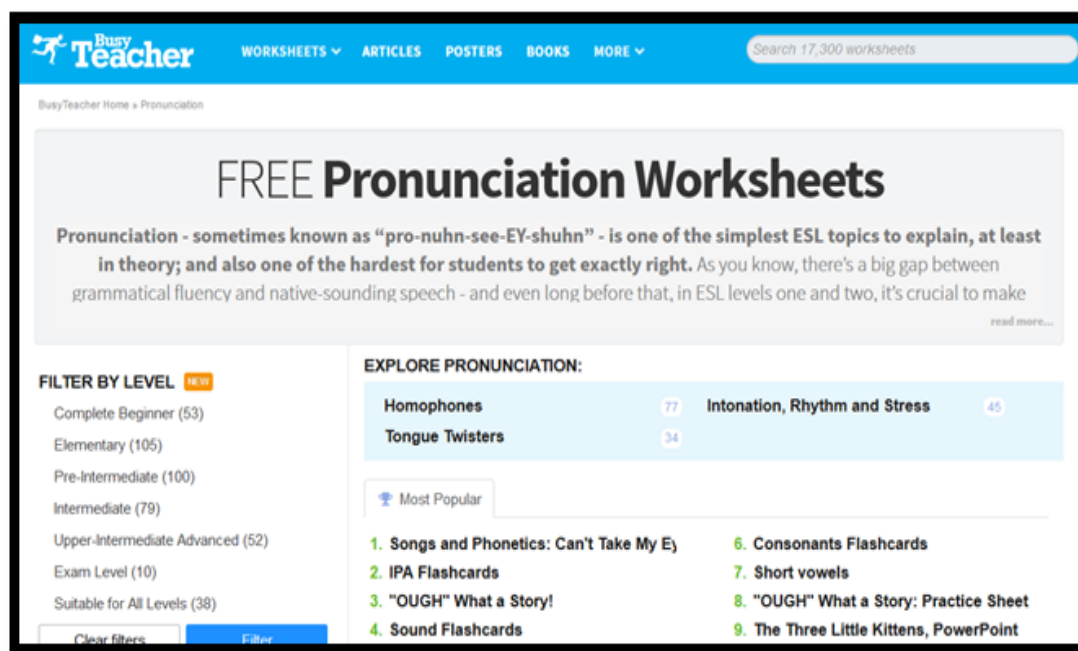 Busy Teacher WORKSHEETS ARTICLES POSTERS BOOKS MORE Search 17,300 worksheets
BusyTeacher Home » Pronunciation
FREE Pronunciation Worksheets
Pronunciation - sometimes known as “pro-nuhn-see-EY-shuhn” - is one of the simplest ESL topics to explain, at least
in theory; and also one of the hardest for students to get exactly right. As you know, there’s a big gap between
grammatical fluency and native-sounding speech - and even long before that, in ESL levels one and two, it’s crucial to make
read more...
FILTER BY LEVEL NEW
Complete Beginner (53)
Elementary (105)
Pre-Intermediate (100)
Intermediate (79)
Upper-Intermediate Advanced (52)
Exam Level (10)
Suitable for All Levels (38)
Clear filters Filter
EXPLORE PRONUNCIATION:
Homophones 77 Intonation, Rhythm and Stress 45
Tongue Twisters 34
Most Popular
1. Songs and Phonetics: Can't Take My Ey
2. IPA Flashcards
3. "OUGH" What a Story!
4. Sound Flashcards
6. Consonants Flashcards
7. Short vowels
8. "OUGH" What a Story: Practice Sheet
9. The Three Little Kittens, PowerPoint